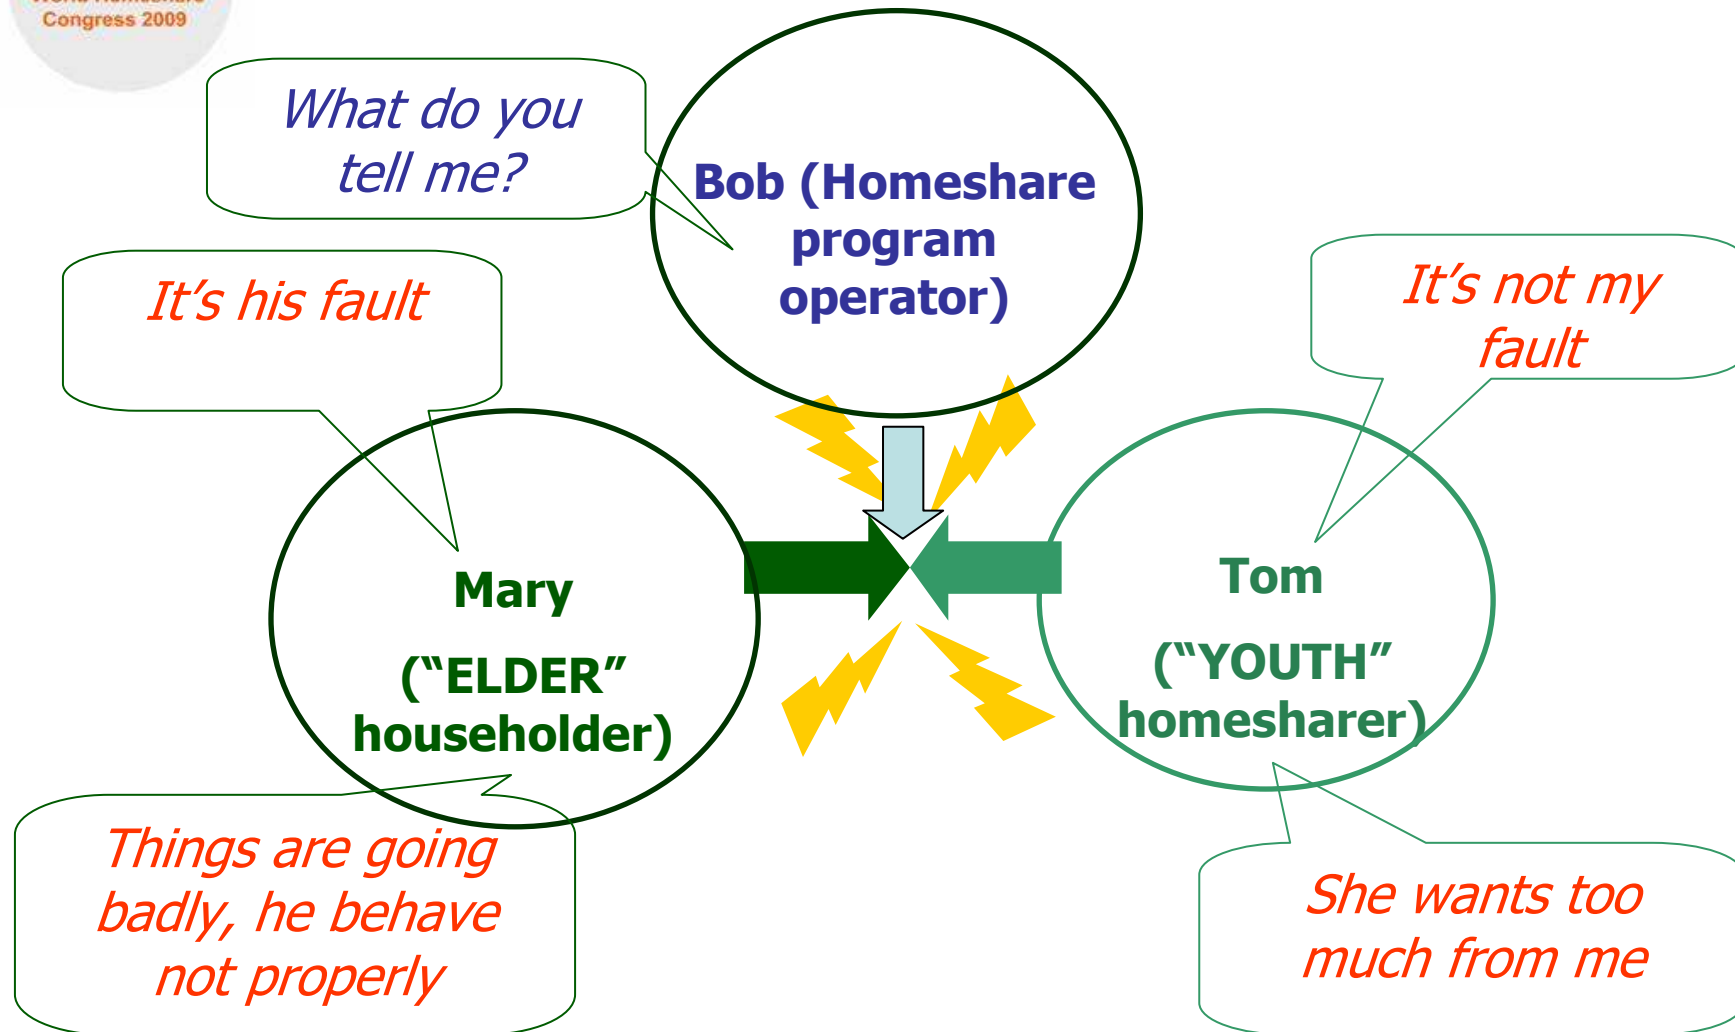 Congress 2009
What do you
tell me?
Bob (Homeshare
program
operator)
It's his fault
It's not my
fault
Mary
("ELDER"
householder)
Tom
("YOUTH"
homesharer)
Things are going
badly, he behave
not properly
She wants too
much from me